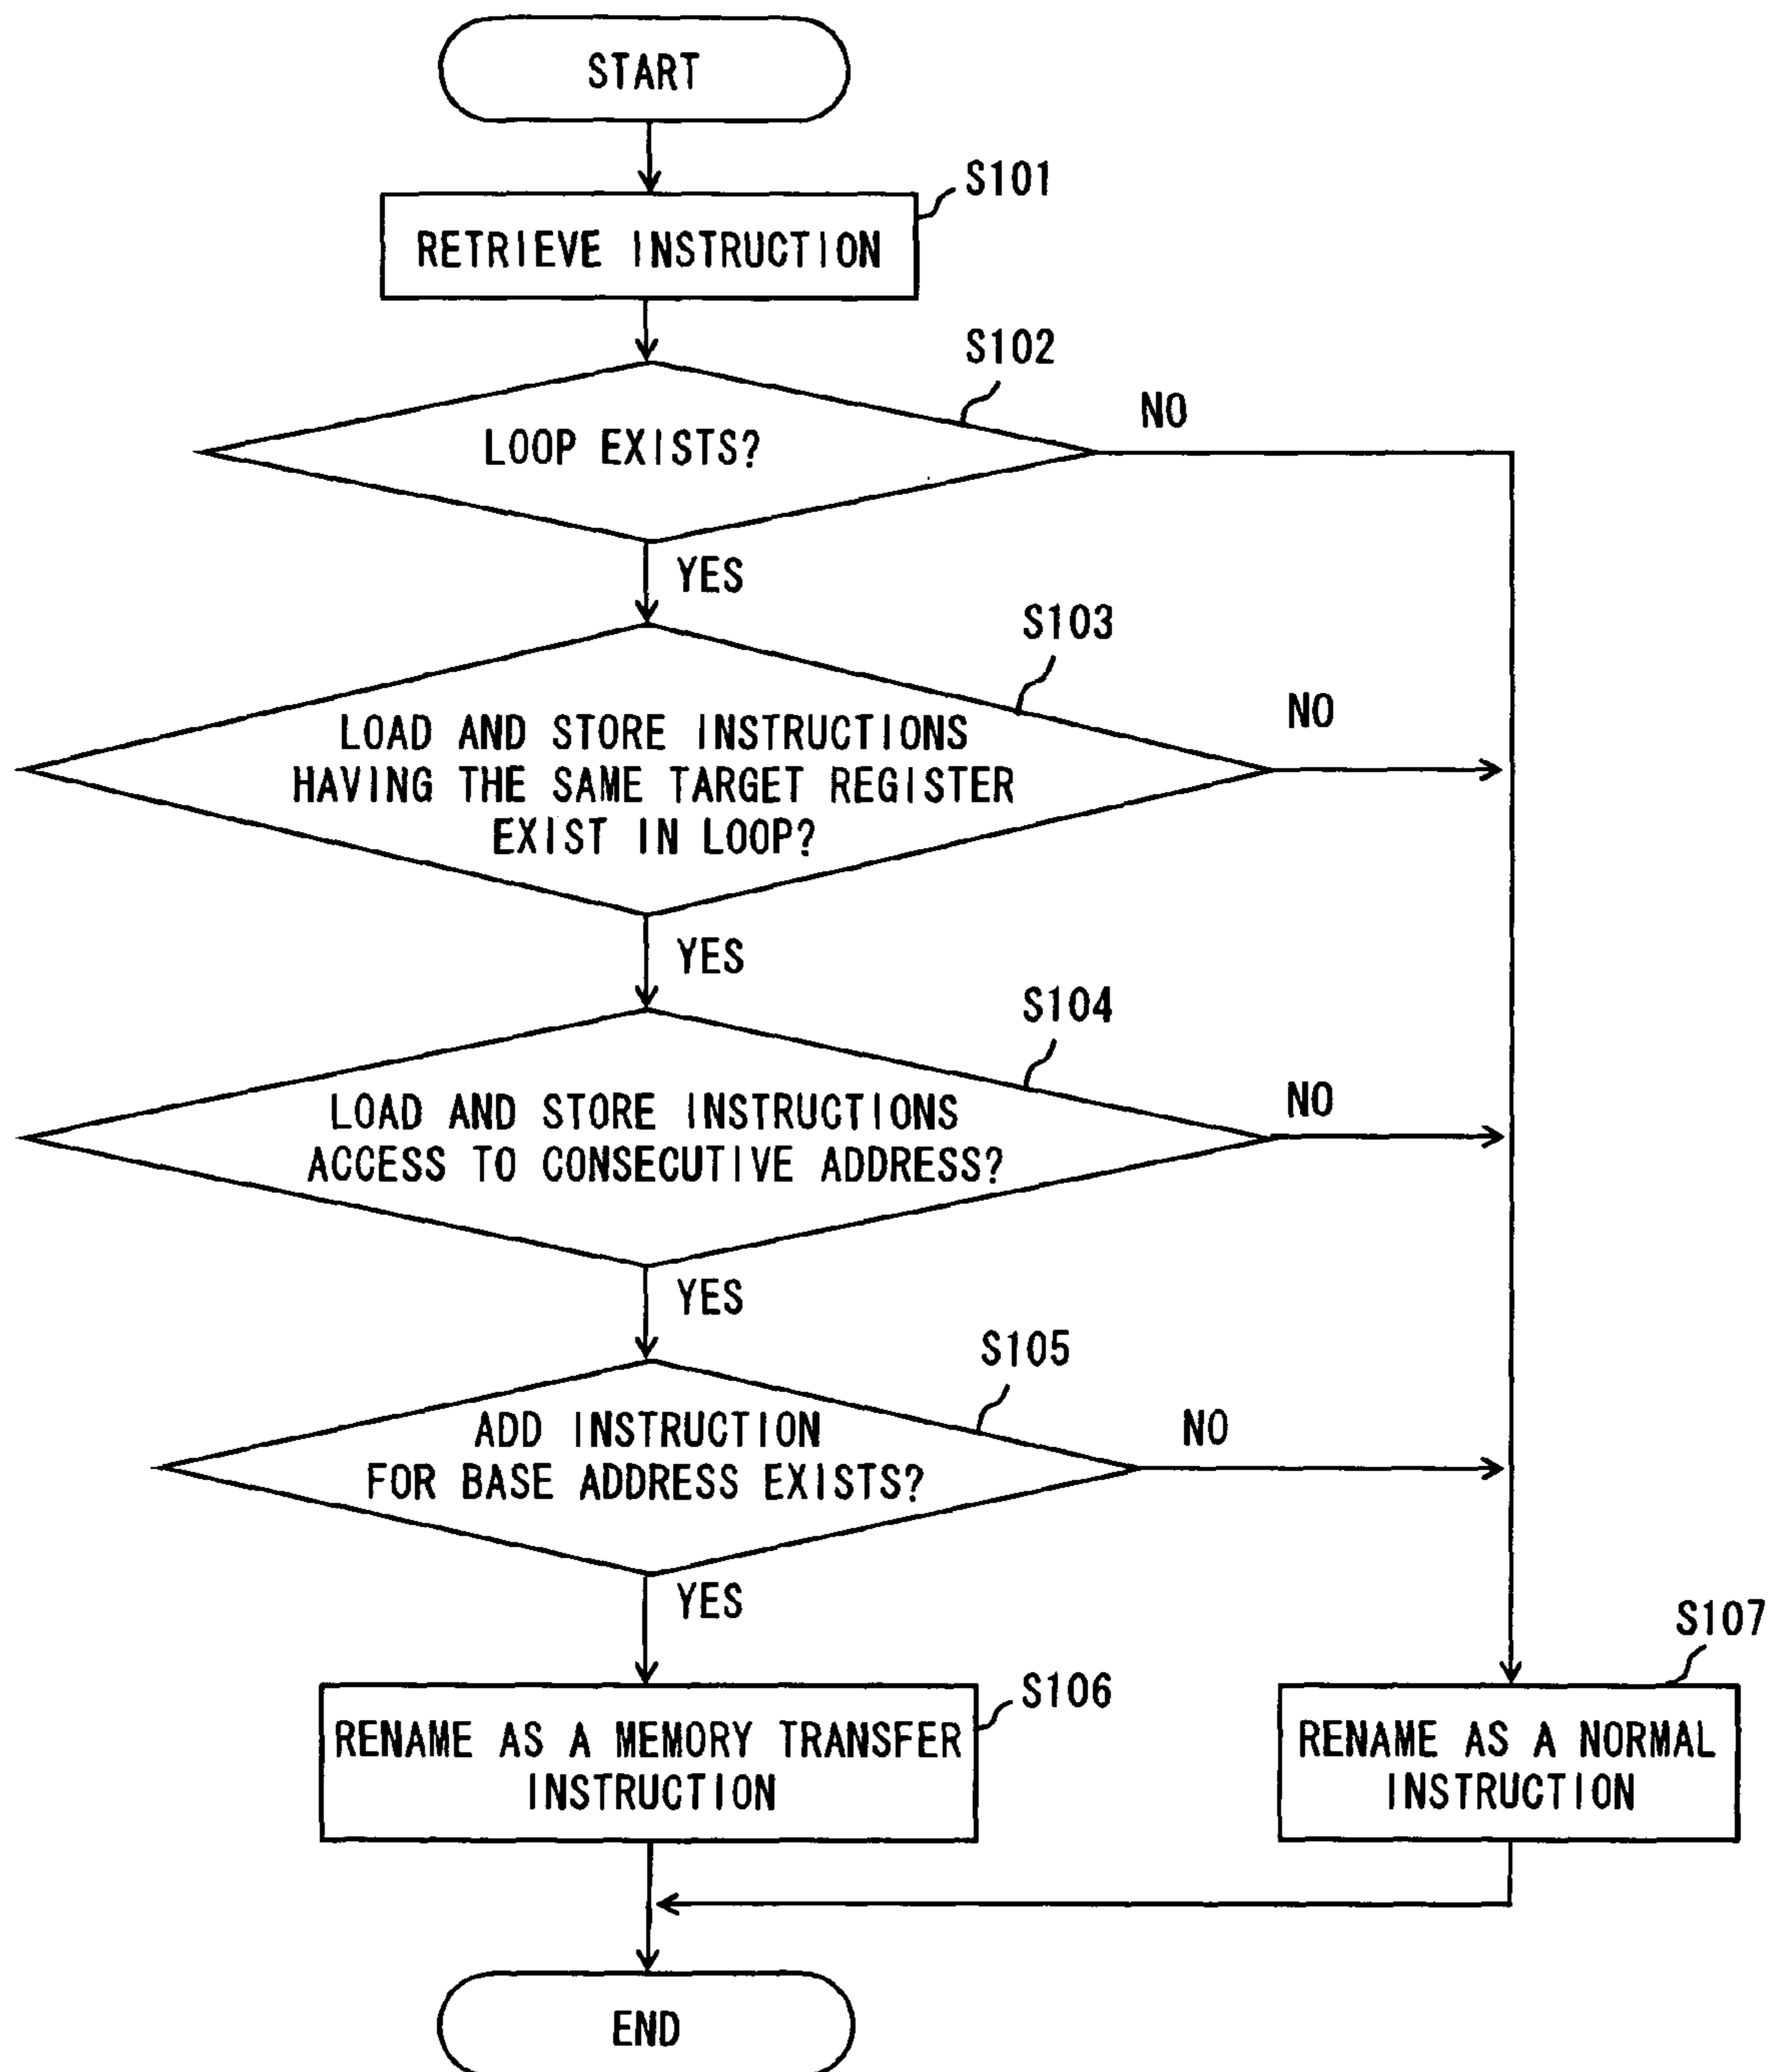 START
S101
RETRIEVE INSTRUCTION
S102
LOOP EXISTS?
NO
YES
S103
LOAD AND STORE INSTRUCTIONS
HAVING THE SAME TARGET REGISTER
EXIST IN LOOP?
NO
YES
S104
LOAD AND STORE INSTRUCTIONS
ACCESS TO CONSECUTIVE ADDRESS?
NO
YES
S105
ADD INSTRUCTION
FOR BASE ADDRESS EXISTS?
NO
YES
S106
RENAME AS A MEMORY TRANSFER
INSTRUCTION
S107
RENAME AS A NORMAL
INSTRUCTION
END